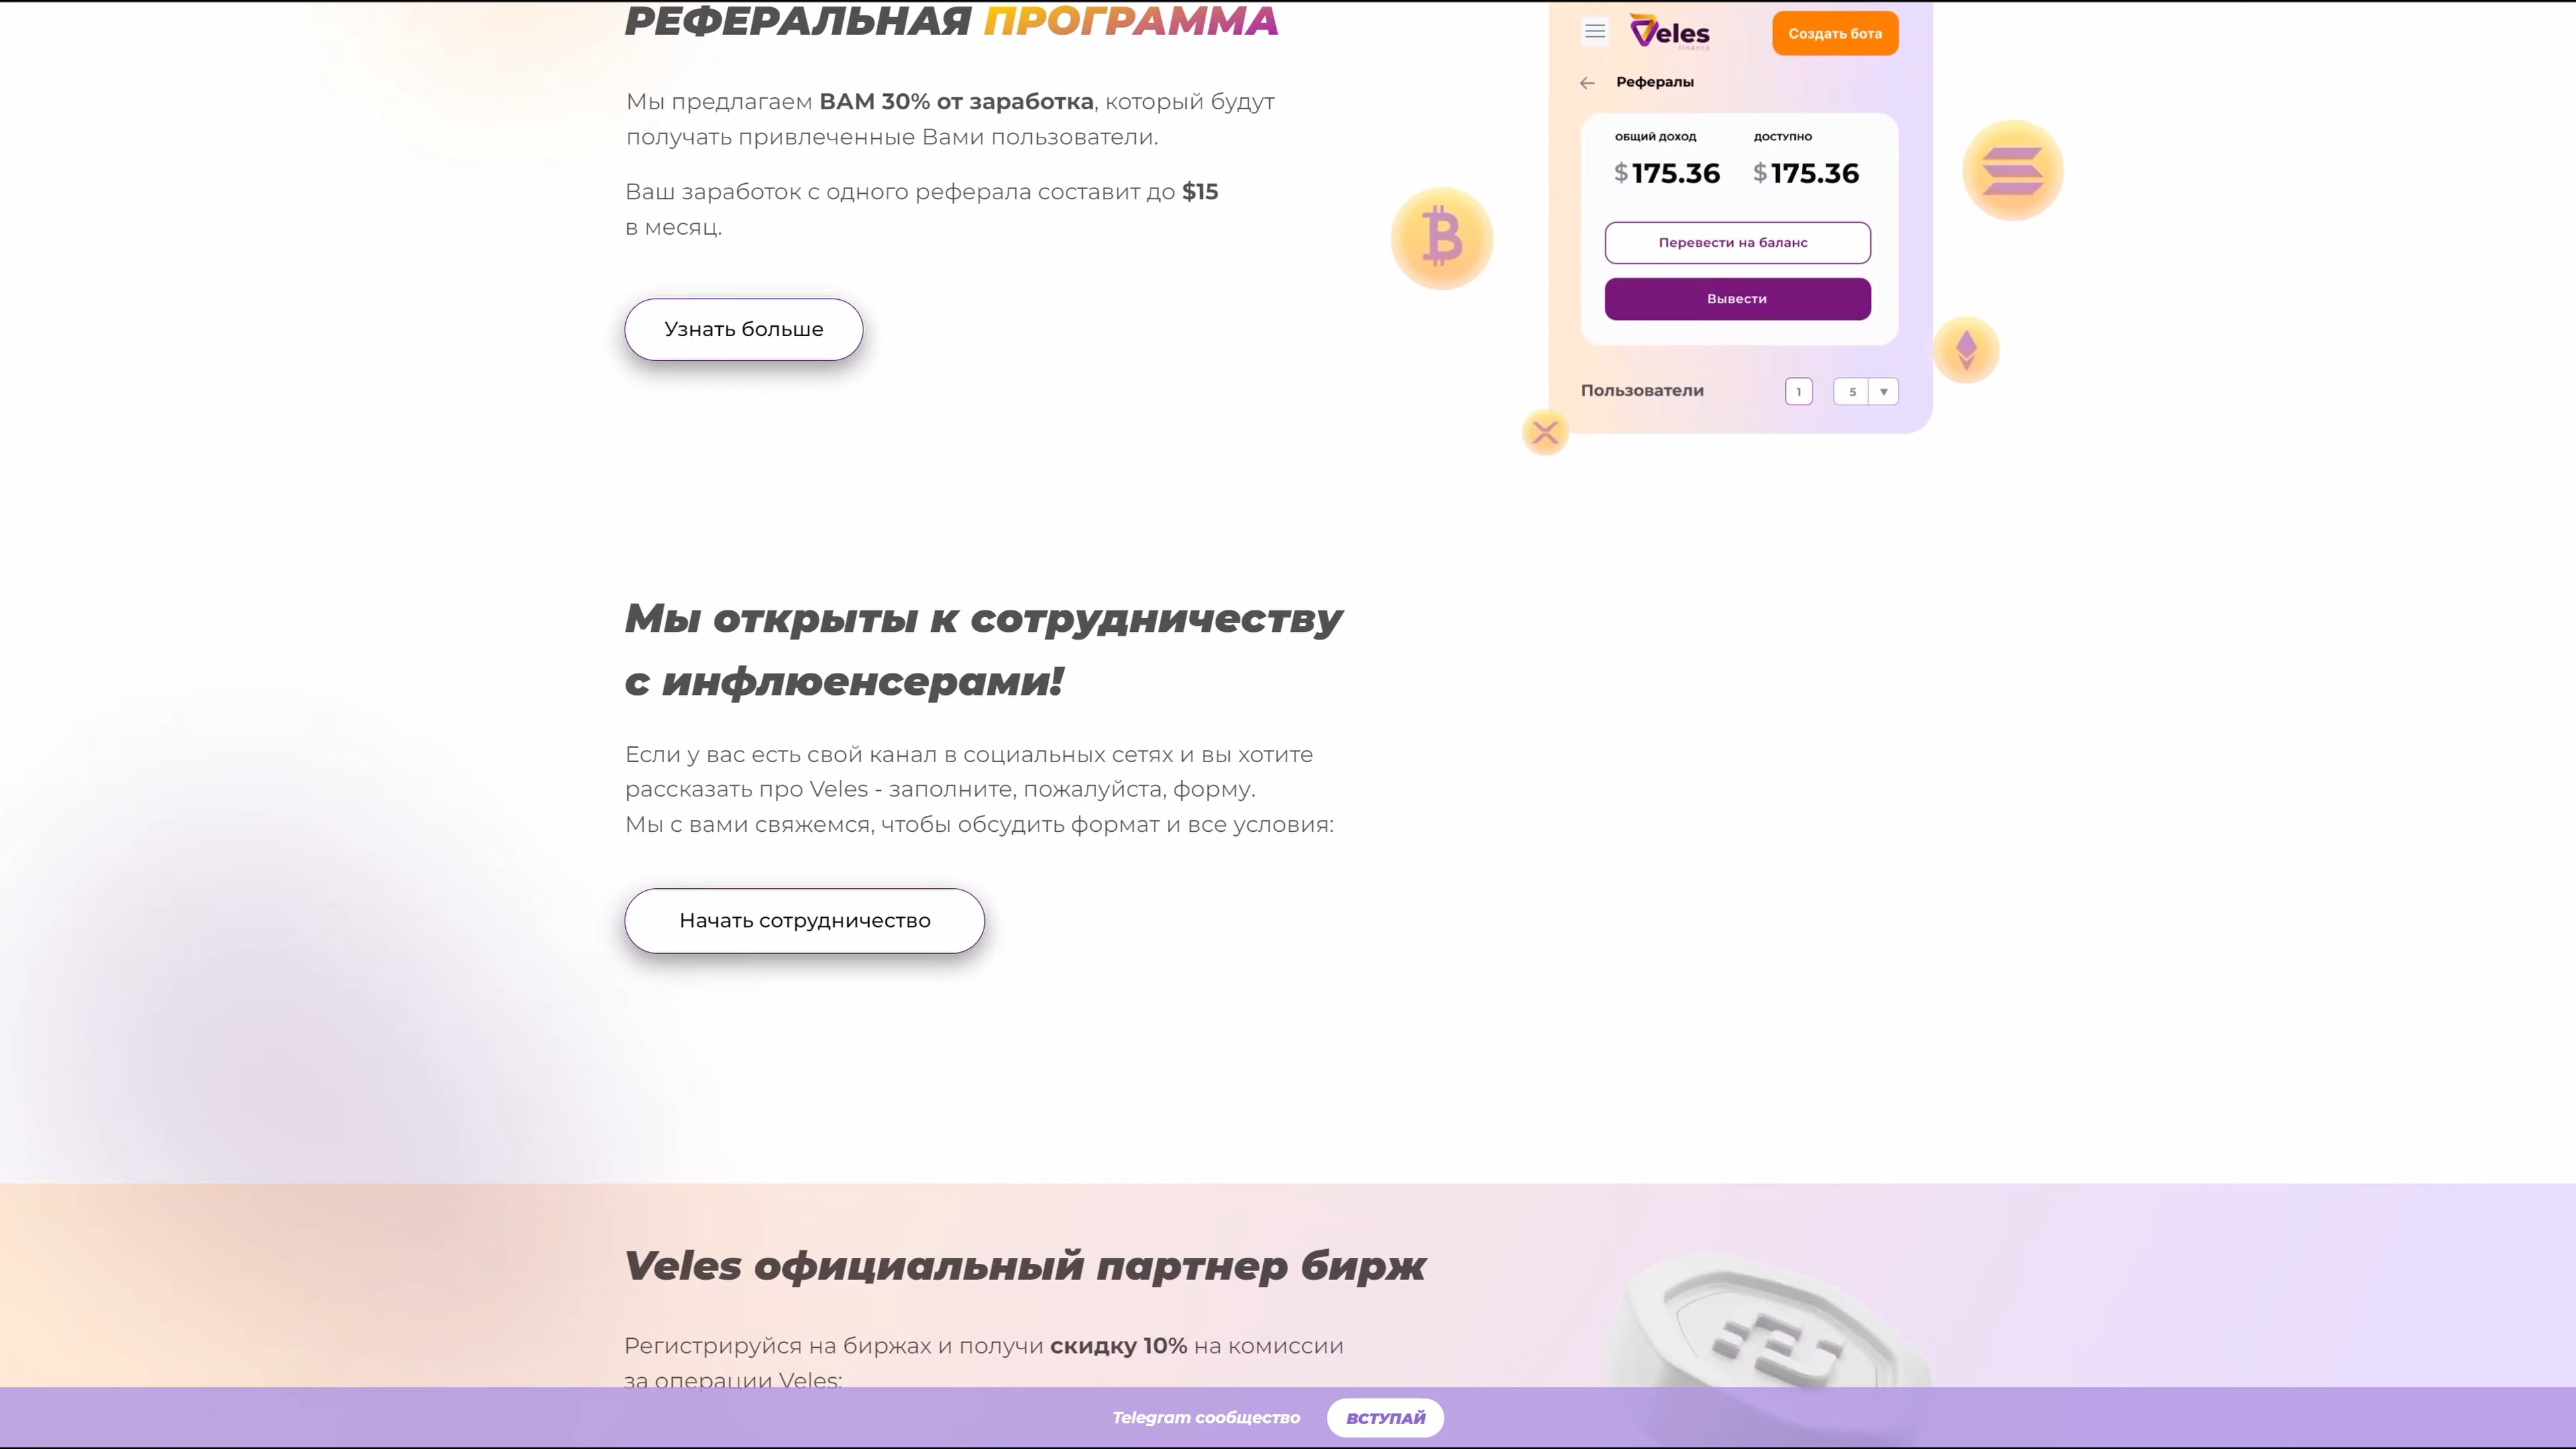 РЕФЕРАЛЬНАЯ ПРОГРАММА
Мы предлагаем ВАМ 30% от заработка, который будут
получать привлеченные Вами пользователи.
Ваш заработок с одного реферала составит до $15
в месяц.
Узнать больше
Veles
finance
Создать бота
Рефералы
ОБЩИЙ ДОХОД ДОСТУПНО
$175.36 $175.36
Перевести на баланс
Вывести
Пользователи 1 5
Мы открыты к сотрудничеству
с инфлюенсерами!
Если у вас есть свой канал в социальных сетях и вы хотите
рассказать про Veles - заполните, пожалуйста, форму.
Мы с вами свяжемся, чтобы обсудить формат и все условия:
Начать сотрудничество
Veles официальный партнер бирж
Регистрируйся на биржах и получи скидку 10% на комиссии
за операции Veles:
Telegram сообщество ВСТУПАЙ